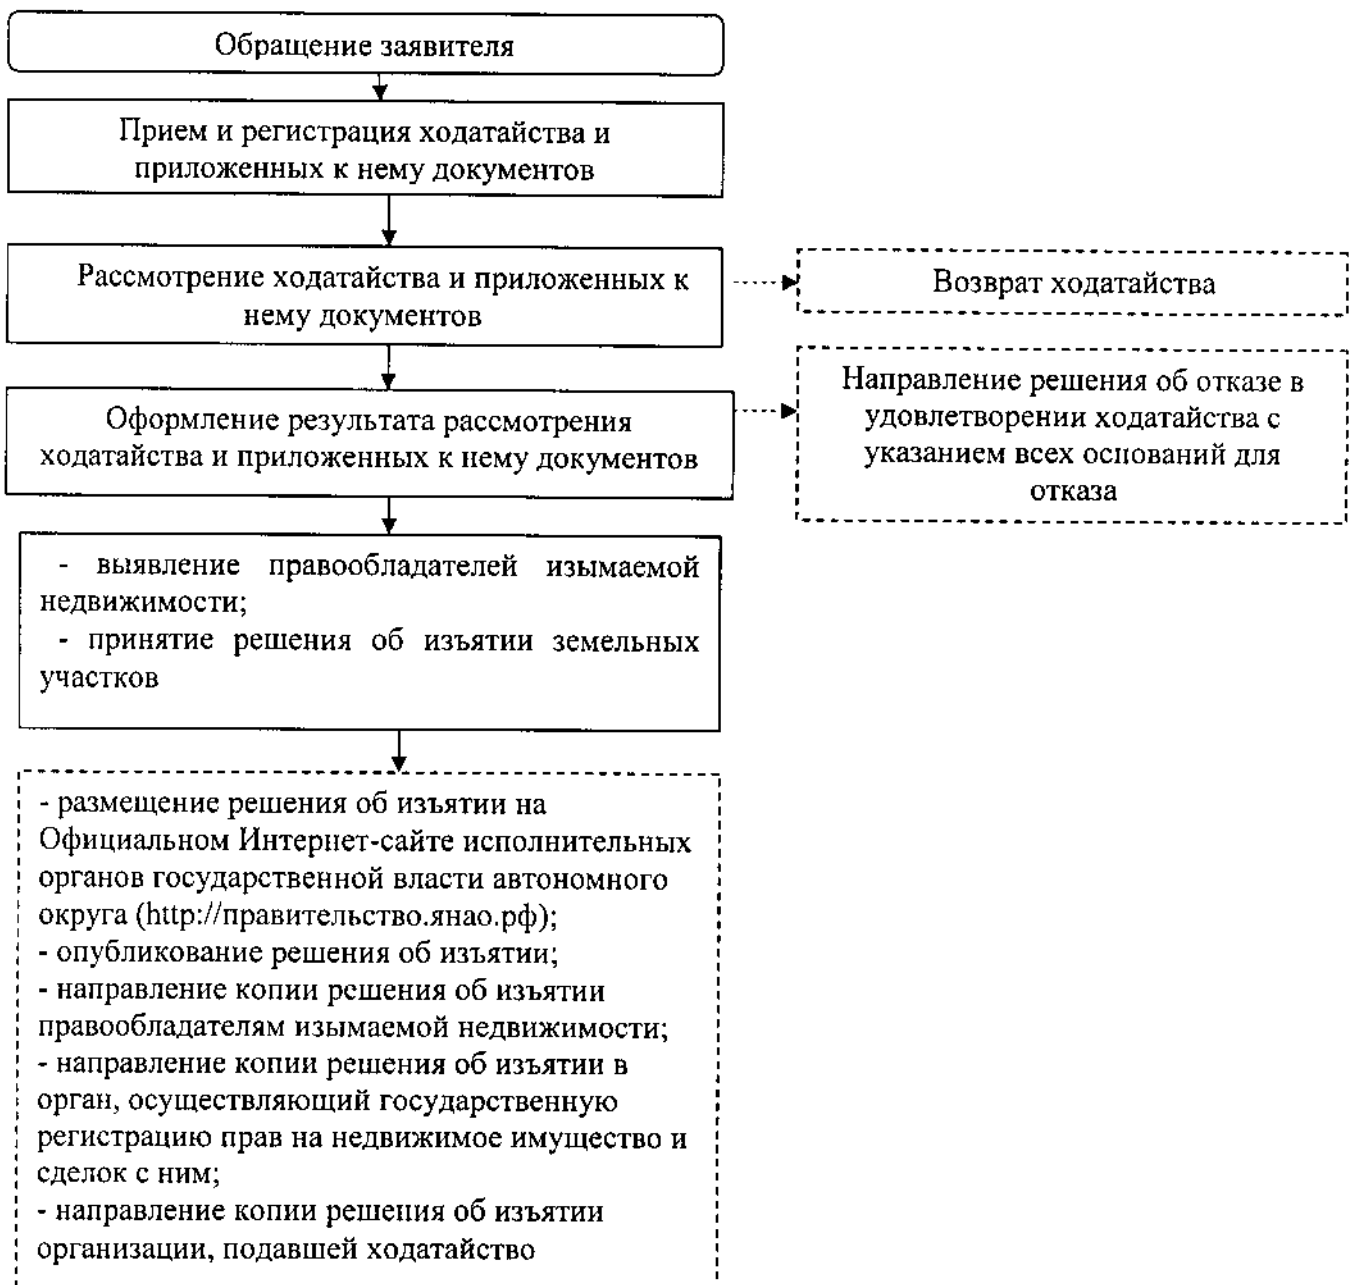 Обращение заявителя
Прием и регистрация ходатайства и
приложенных к нему документов
Рассмотрение ходатайства и приложенных к
нему документов
Возврат ходатайства
Оформление результата рассмотрения
ходатайства и приложенных к нему документов
Направление решения об отказе в
удовлетворении ходатайства с
указанием всех оснований для
отказа
- выявление правообладателей изымаемой
недвижимости;
- принятие решения об изъятии земельных
участков
- размещение решения об изъятии на
Официальном Интернет-сайте исполнительных
органов государственной власти автономного
округа (http://правительство.янао.рф);
- опубликование решения об изъятии;
- направление копии решения об изъятии
правообладателям изымаемой недвижимости;
- направление копии решения об изъятии в
орган, осуществляющий государственную
регистрацию прав на недвижимое имущество и
сделок с ним;
- направление копии решения об изъятии
организации, подавшей ходатайство